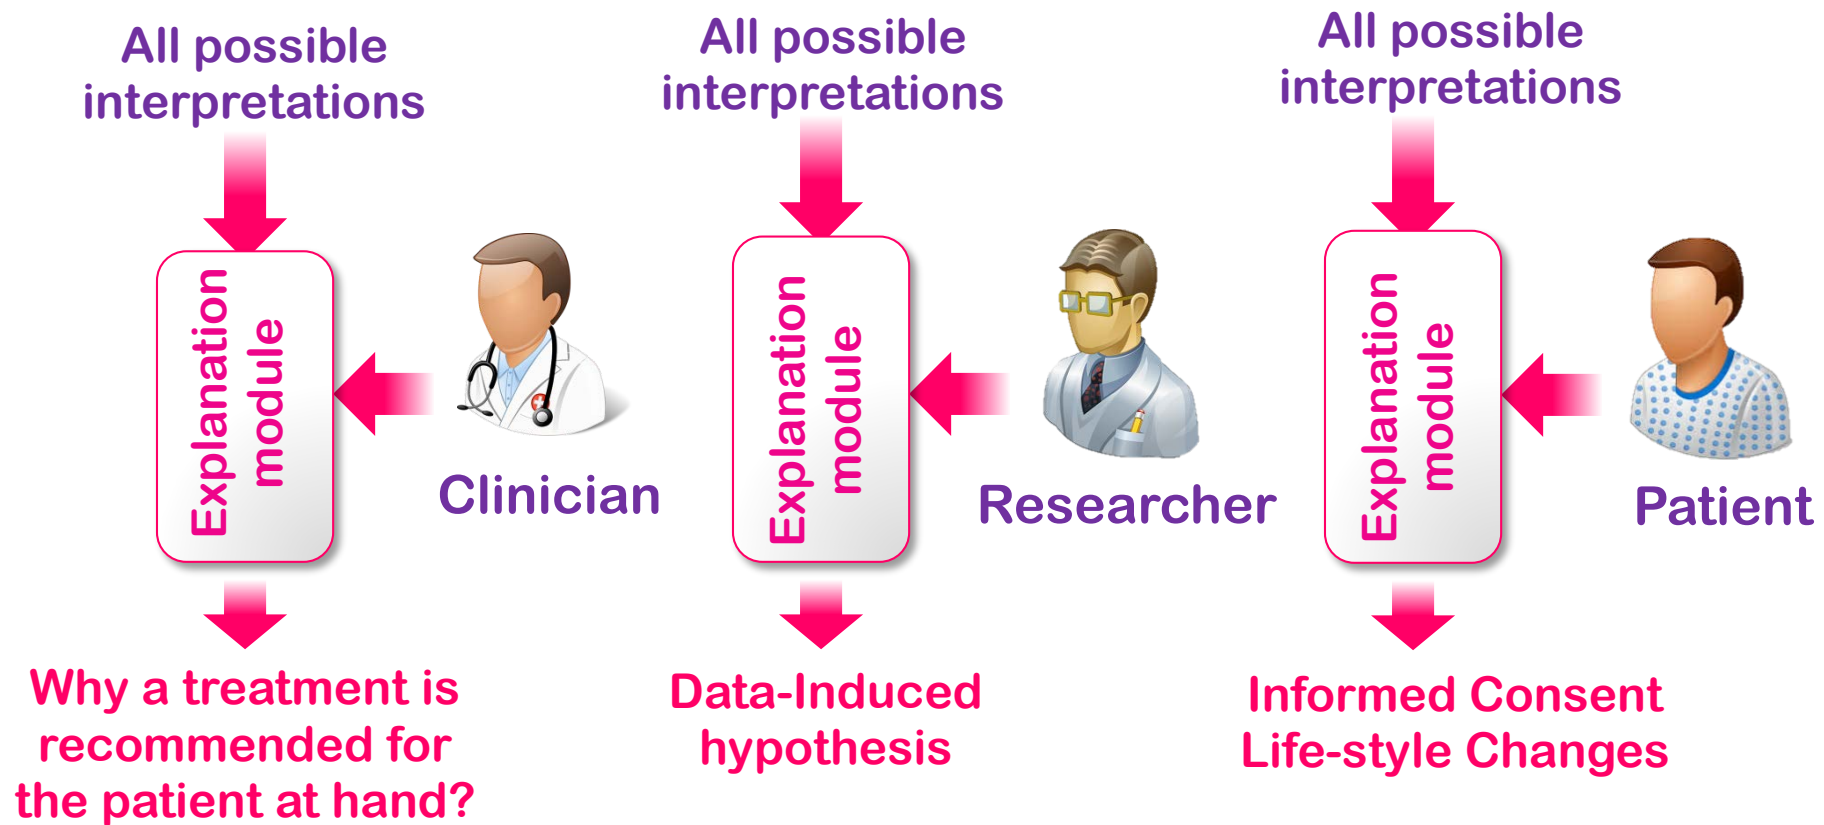 All possible
interpretations
Explanation
module
Clinician
Why a treatment is
recommended for
the patient at hand?
All possible
interpretations
Explanation
module
Researcher
Data-Induced
hypothesis
All possible
interpretations
Explanation
module
Patient
Informed Consent
Life-style Changes